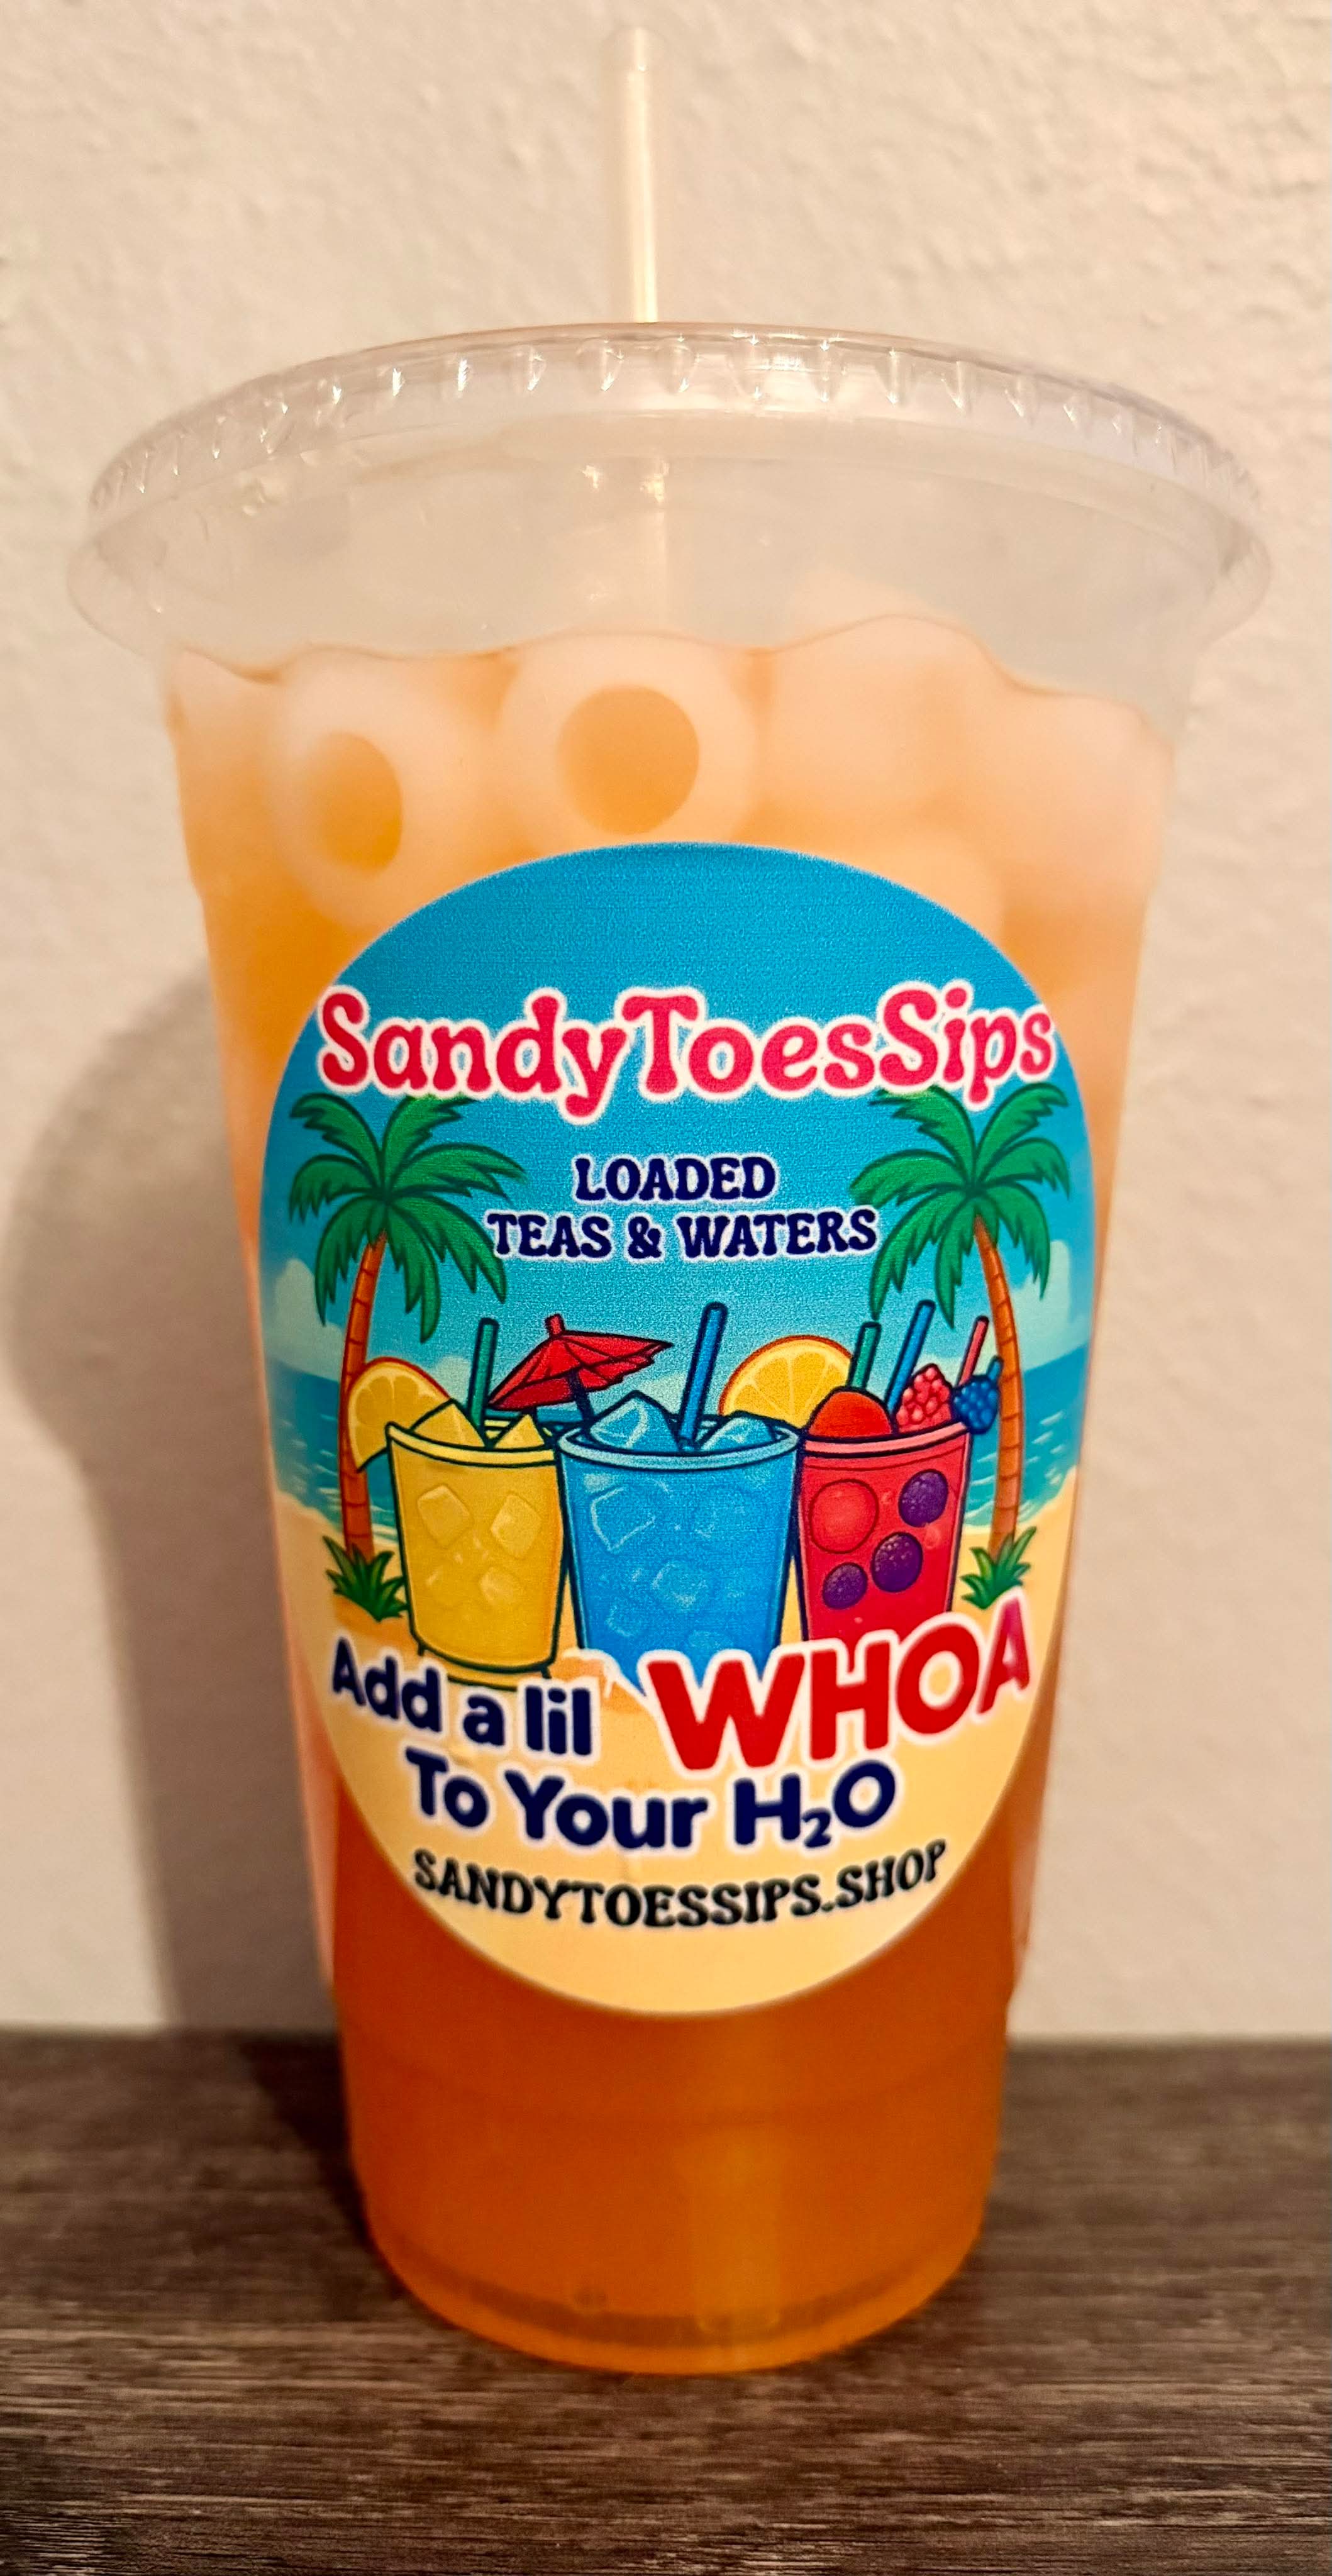 SandyToesSips
LOADED
TEAS & WATERS
Add a lil WHOA
To Your H₂O
SANDYTOESSIPS.SHOP